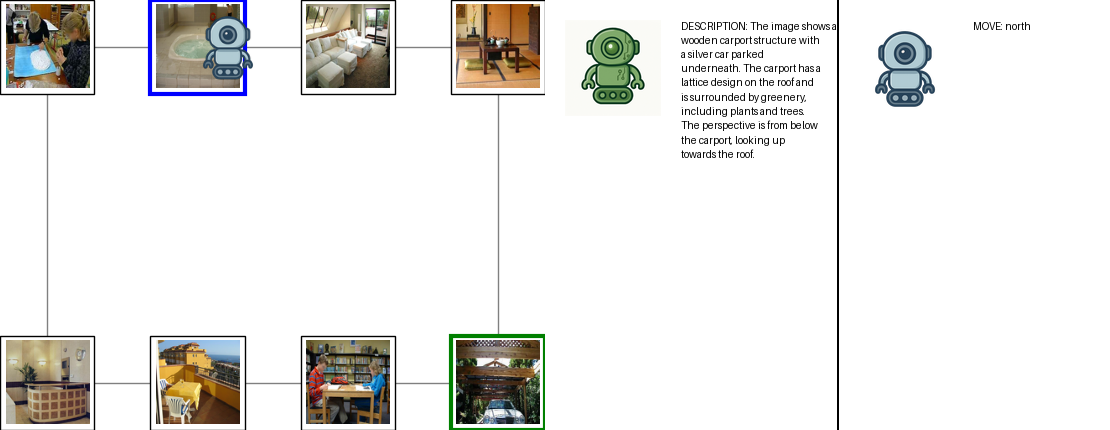 DESCRIPTION: The image shows a
wooden carport structure with
a silver car parked
underneath. The carport has a
lattice design on the roof and
is surrounded by greenery,
including plants and trees.
The perspective is from below
the carport, looking up
towards the roof.
MOVE: north